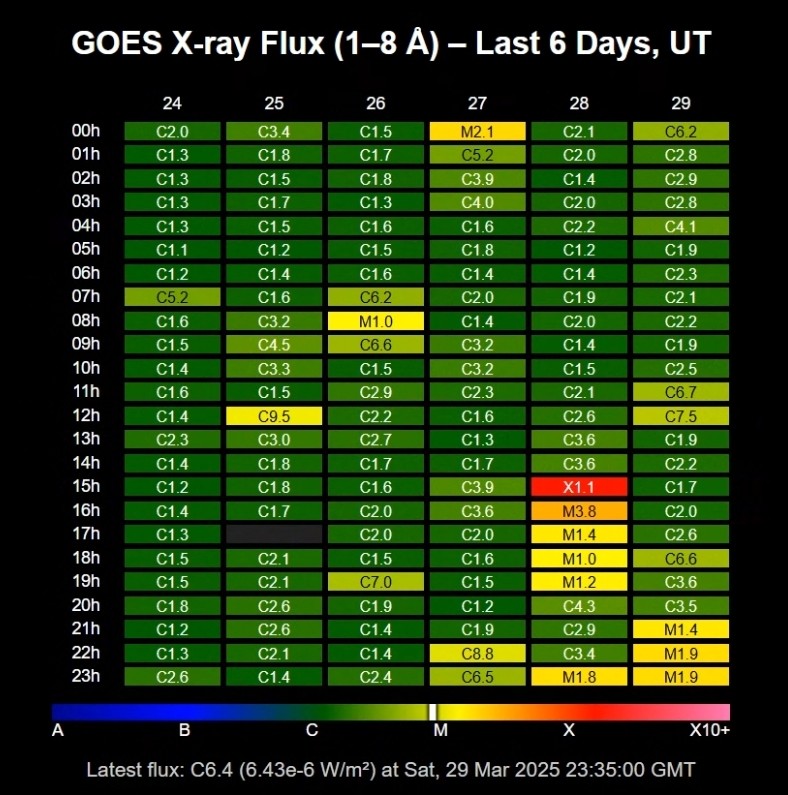 GOES X-ray Flux (1–8 Å) – Last 6 Days, UT
24 25 26 27 28 29
00h C2.0 C3.4 C1.5 M2.1 C2.1 C6.2
01h C1.3 C1.8 C1.7 C5.2 C2.0 C2.8
02h C1.3 C1.5 C1.8 C3.9 C1.4 C2.9
03h C1.3 C1.7 C1.3 C4.0 C2.0 C2.8
04h C1.3 C1.5 C1.6 C1.6 C2.2 C4.1
05h C1.1 C1.2 C1.5 C1.8 C1.2 C1.9
06h C1.2 C1.4 C1.6 C1.4 C1.4 C2.3
07h C5.2 C1.6 C6.2 C2.0 C1.9 C2.1
08h C1.6 C3.2 M1.0 C1.4 C2.0 C2.2
09h C1.5 C4.5 C6.6 C3.2 C1.4 C1.9
10h C1.4 C3.3 C1.5 C3.2 C1.5 C2.5
11h C1.6 C1.5 C2.9 C2.3 C2.1 C6.7
12h C1.4 C9.5 C2.2 C1.6 C2.6 C7.5
13h C2.3 C3.0 C2.7 C1.3 C3.6 C1.9
14h C1.4 C1.8 C1.7 C1.7 C3.6 C2.2
15h C1.2 C1.8 C1.6 C3.9 X1.1 C1.7
16h C1.4 C1.7 C2.0 C3.6 M3.8 C2.0
17h C1.3 C2.0 C2.0 M1.4 C2.6
18h C1.5 C2.1 C1.5 C1.6 M1.0 C6.6
19h C1.5 C2.1 C7.0 C1.5 M1.2 C3.6
20h C1.8 C2.6 C1.9 C1.2 C4.3 C3.5
21h C1.2 C2.6 C1.4 C1.9 C2.9 M1.4
22h C1.3 C2.1 C1.4 C8.8 C3.4 M1.9
23h C2.6 C1.4 C2.4 C6.5 M1.8 M1.9
A B C M X X10+
Latest flux: C6.4 (6.43e-6 W/m²) at Sat, 29 Mar 2025 23:35:00 GMT